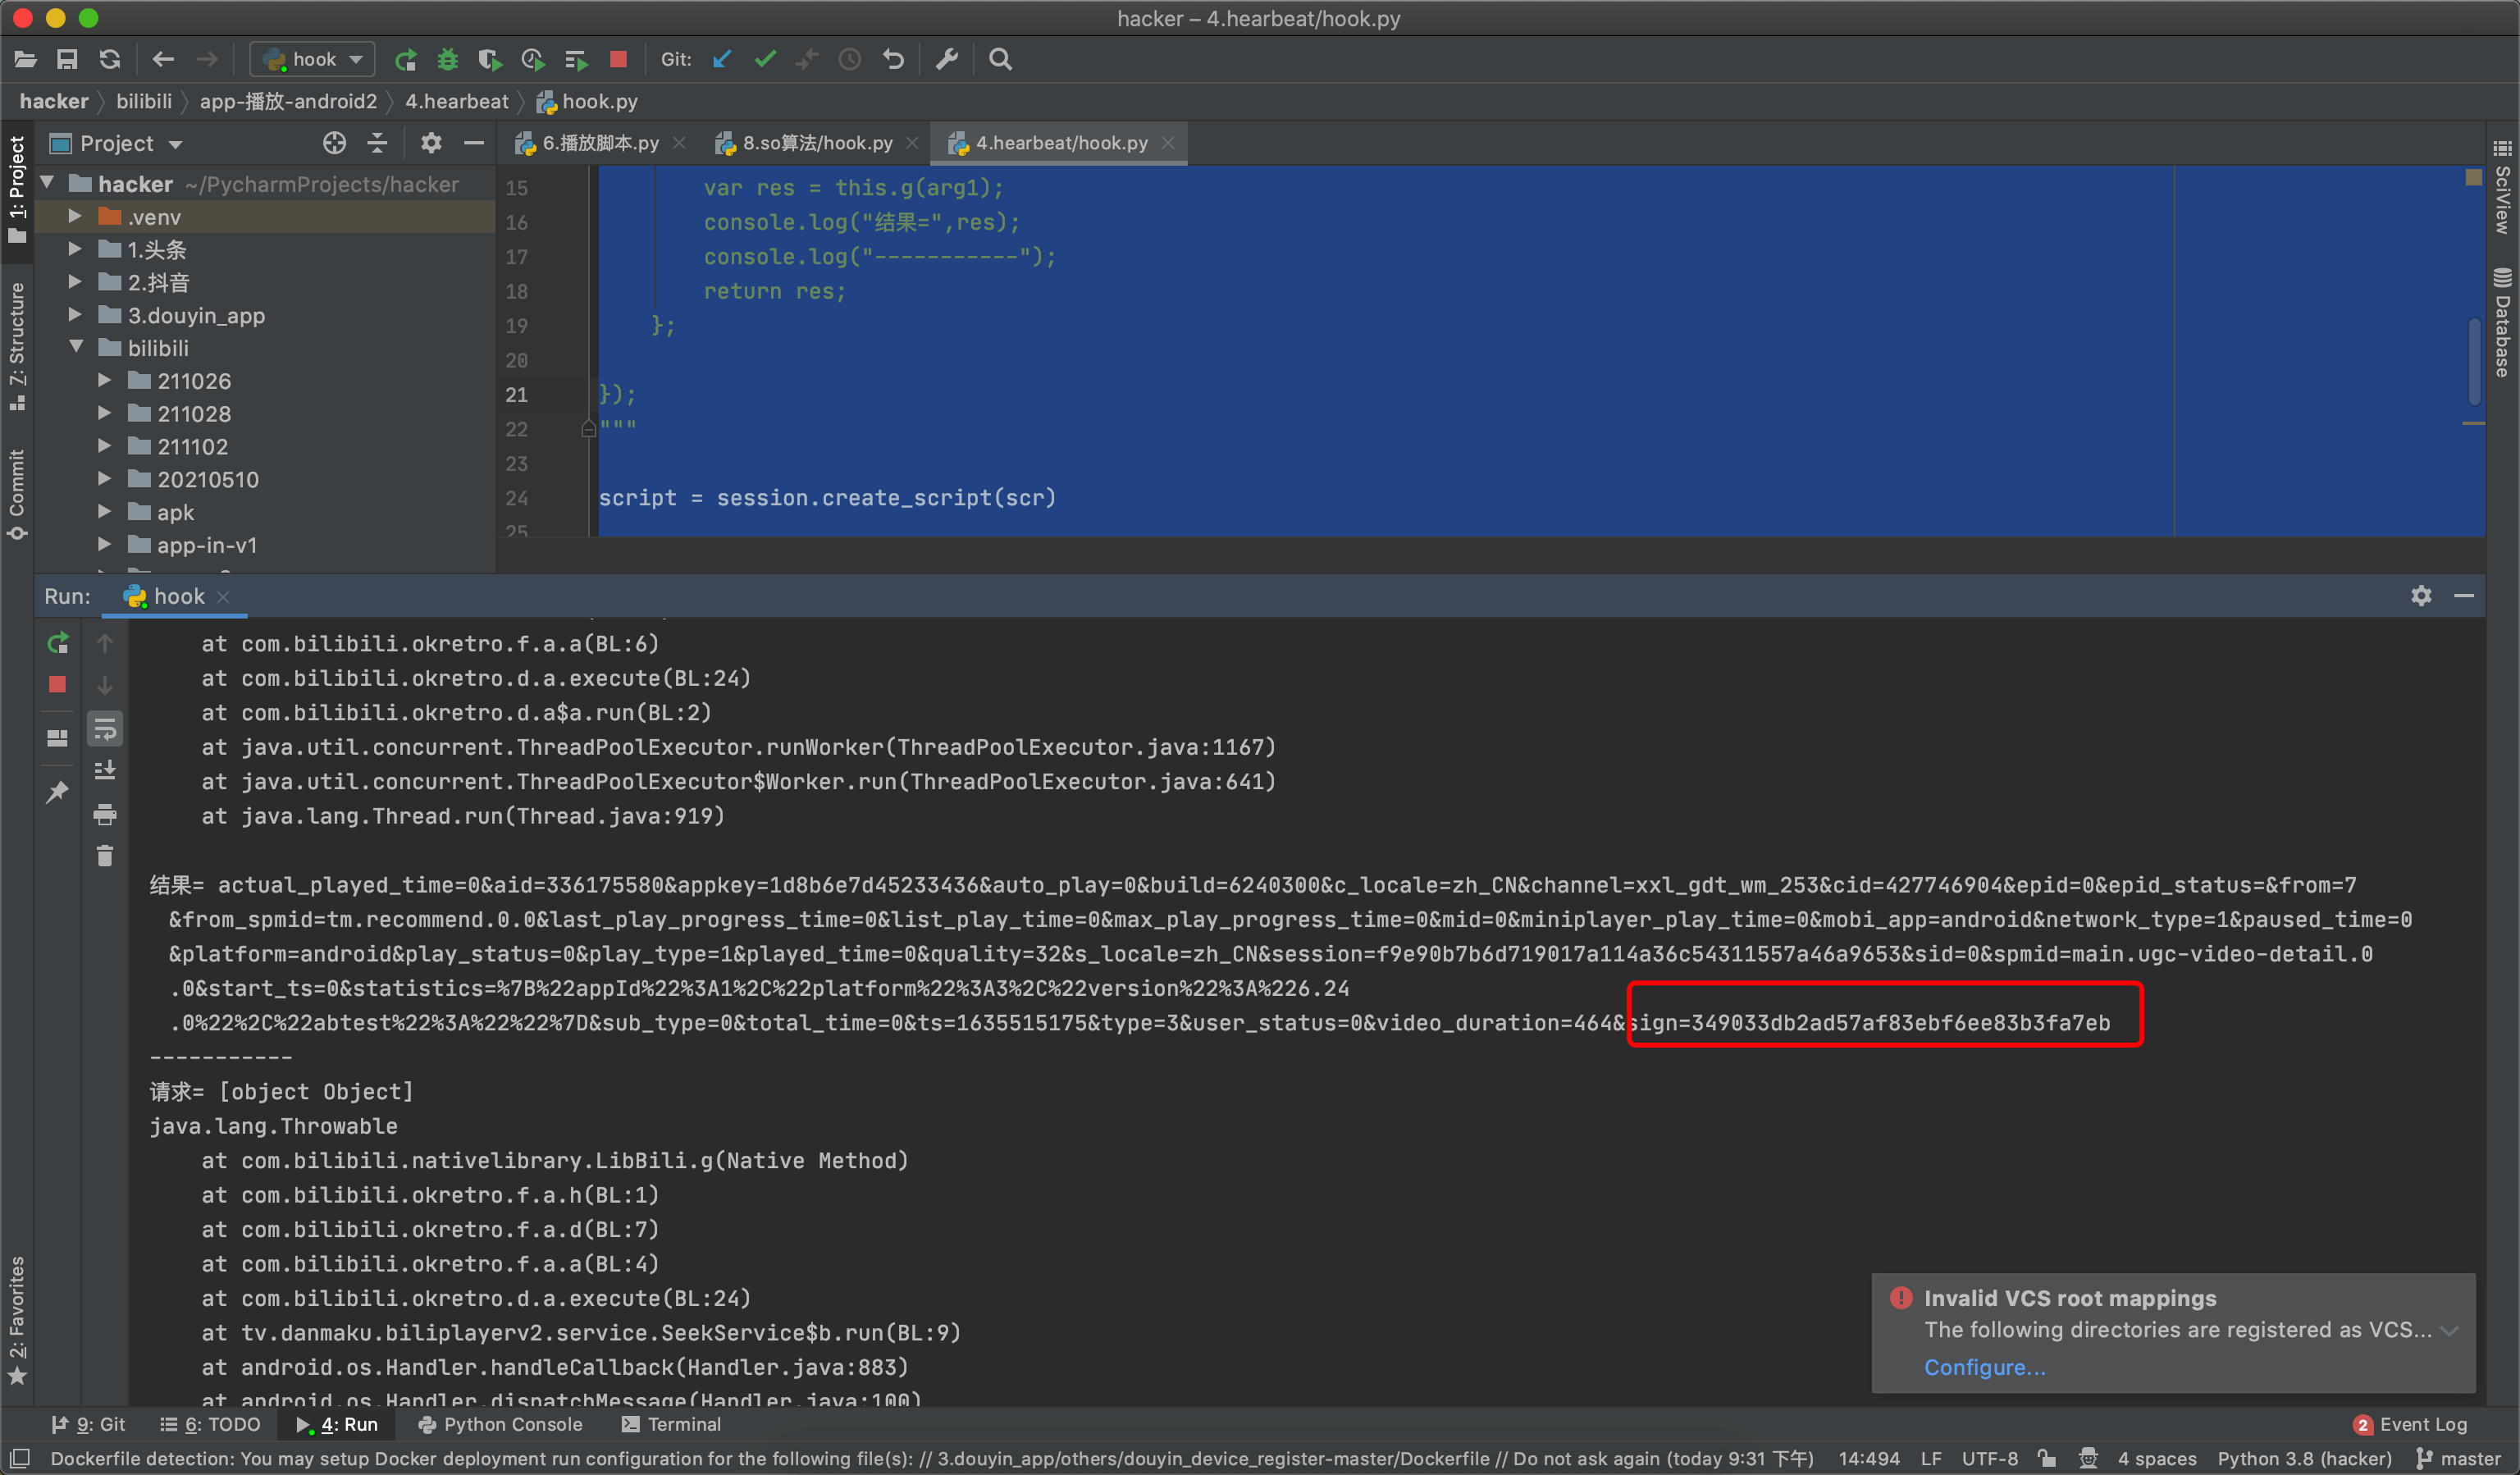 hacker – 4.hearbeat/hook.py
hook
Git:
hacker bilibili app-播放-android2 4.hearbeat hook.py
1: Project
7: Structure
Commit
2: Favorites
Project
hacker ~/PycharmProjects/hacker
.venv
1.头条
2.抖音
3.douyin_app
bilibili
211026
211028
211102
20210510
apk
app-in-v1
6.播放脚本.py
8.so算法/hook.py
4.hearbeat/hook.py
15 var res = this.g(arg1);
16 console.log("结果=",res);
17 console.log("-----------");
18 return res;
19 };
20
21 });
22 """
23
24 script = session.create_script(scr)
25
SciView
Database
Run: hook
at com.bilibili.okretro.f.a.a(BL:6)
at com.bilibili.okretro.d.a.execute(BL:24)
at com.bilibili.okretro.d.a$a.run(BL:2)
at java.util.concurrent.ThreadPoolExecutor.runWorker(ThreadPoolExecutor.java:1167)
at java.util.concurrent.ThreadPoolExecutor$Worker.run(ThreadPoolExecutor.java:641)
at java.lang.Thread.run(Thread.java:919)
结果= actual_played_time=0&aid=336175580&appkey=1d8b6e7d45233436&auto_play=0&build=6240300&c_locale=zh_CN&channel=xxl_gdt_wm_253&cid=427746904&epid=0&epid_status=&from=7
&from_spmid=tm.recommend.0.0&last_play_progress_time=0&list_play_time=0&max_play_progress_time=0&mid=0&miniplayer_play_time=0&mobi_app=android&network_type=1&paused_time=0
&platform=android&play_status=0&play_type=1&played_time=0&quality=32&s_locale=zh_CN&session=f9e90b7b6d719017a114a36c54311557a46a9653&sid=0&spmid=main.ugc-video-detail.0
.0&start_ts=0&statistics=%7B%22appId%22%3A1%2C%22platform%22%3A3%2C%22version%22%3A%226.24
.0%22%2C%22abtest%22%3A%22%22%7D&sub_type=0&total_time=0&ts=1635515175&type=3&user_status=0&video_duration=464&sign=349033db2ad57af83ebf6ee83b3fa7eb
-----------
请求= [object Object]
java.lang.Throwable
at com.bilibili.nativelibrary.LibBili.g(Native Method)
at com.bilibili.okretro.f.a.h(BL:1)
at com.bilibili.okretro.f.a.d(BL:7)
at com.bilibili.okretro.f.a.a(BL:4)
at com.bilibili.okretro.d.a.execute(BL:24)
at tv.danmaku.biliplayerv2.service.SeekService$b.run(BL:9)
at android.os.Handler.handleCallback(Handler.java:883)
at android.os.Handler.dispatchMessage(Handler.java:100)
Invalid VCS root mappings
The following directories are registered as VCS...
Configure...
9: Git 6: TODO 4: Run Python Console Terminal 2 Event Log
Dockerfile detection: You may setup Docker deployment run configuration for the following file(s): // 3.douyin_app/others/douyin_device_register-master/Dockerfile // Do not ask again (today 9:31 下午) 14:494 LF UTF-8 4 spaces Python 3.8 (hacker) master